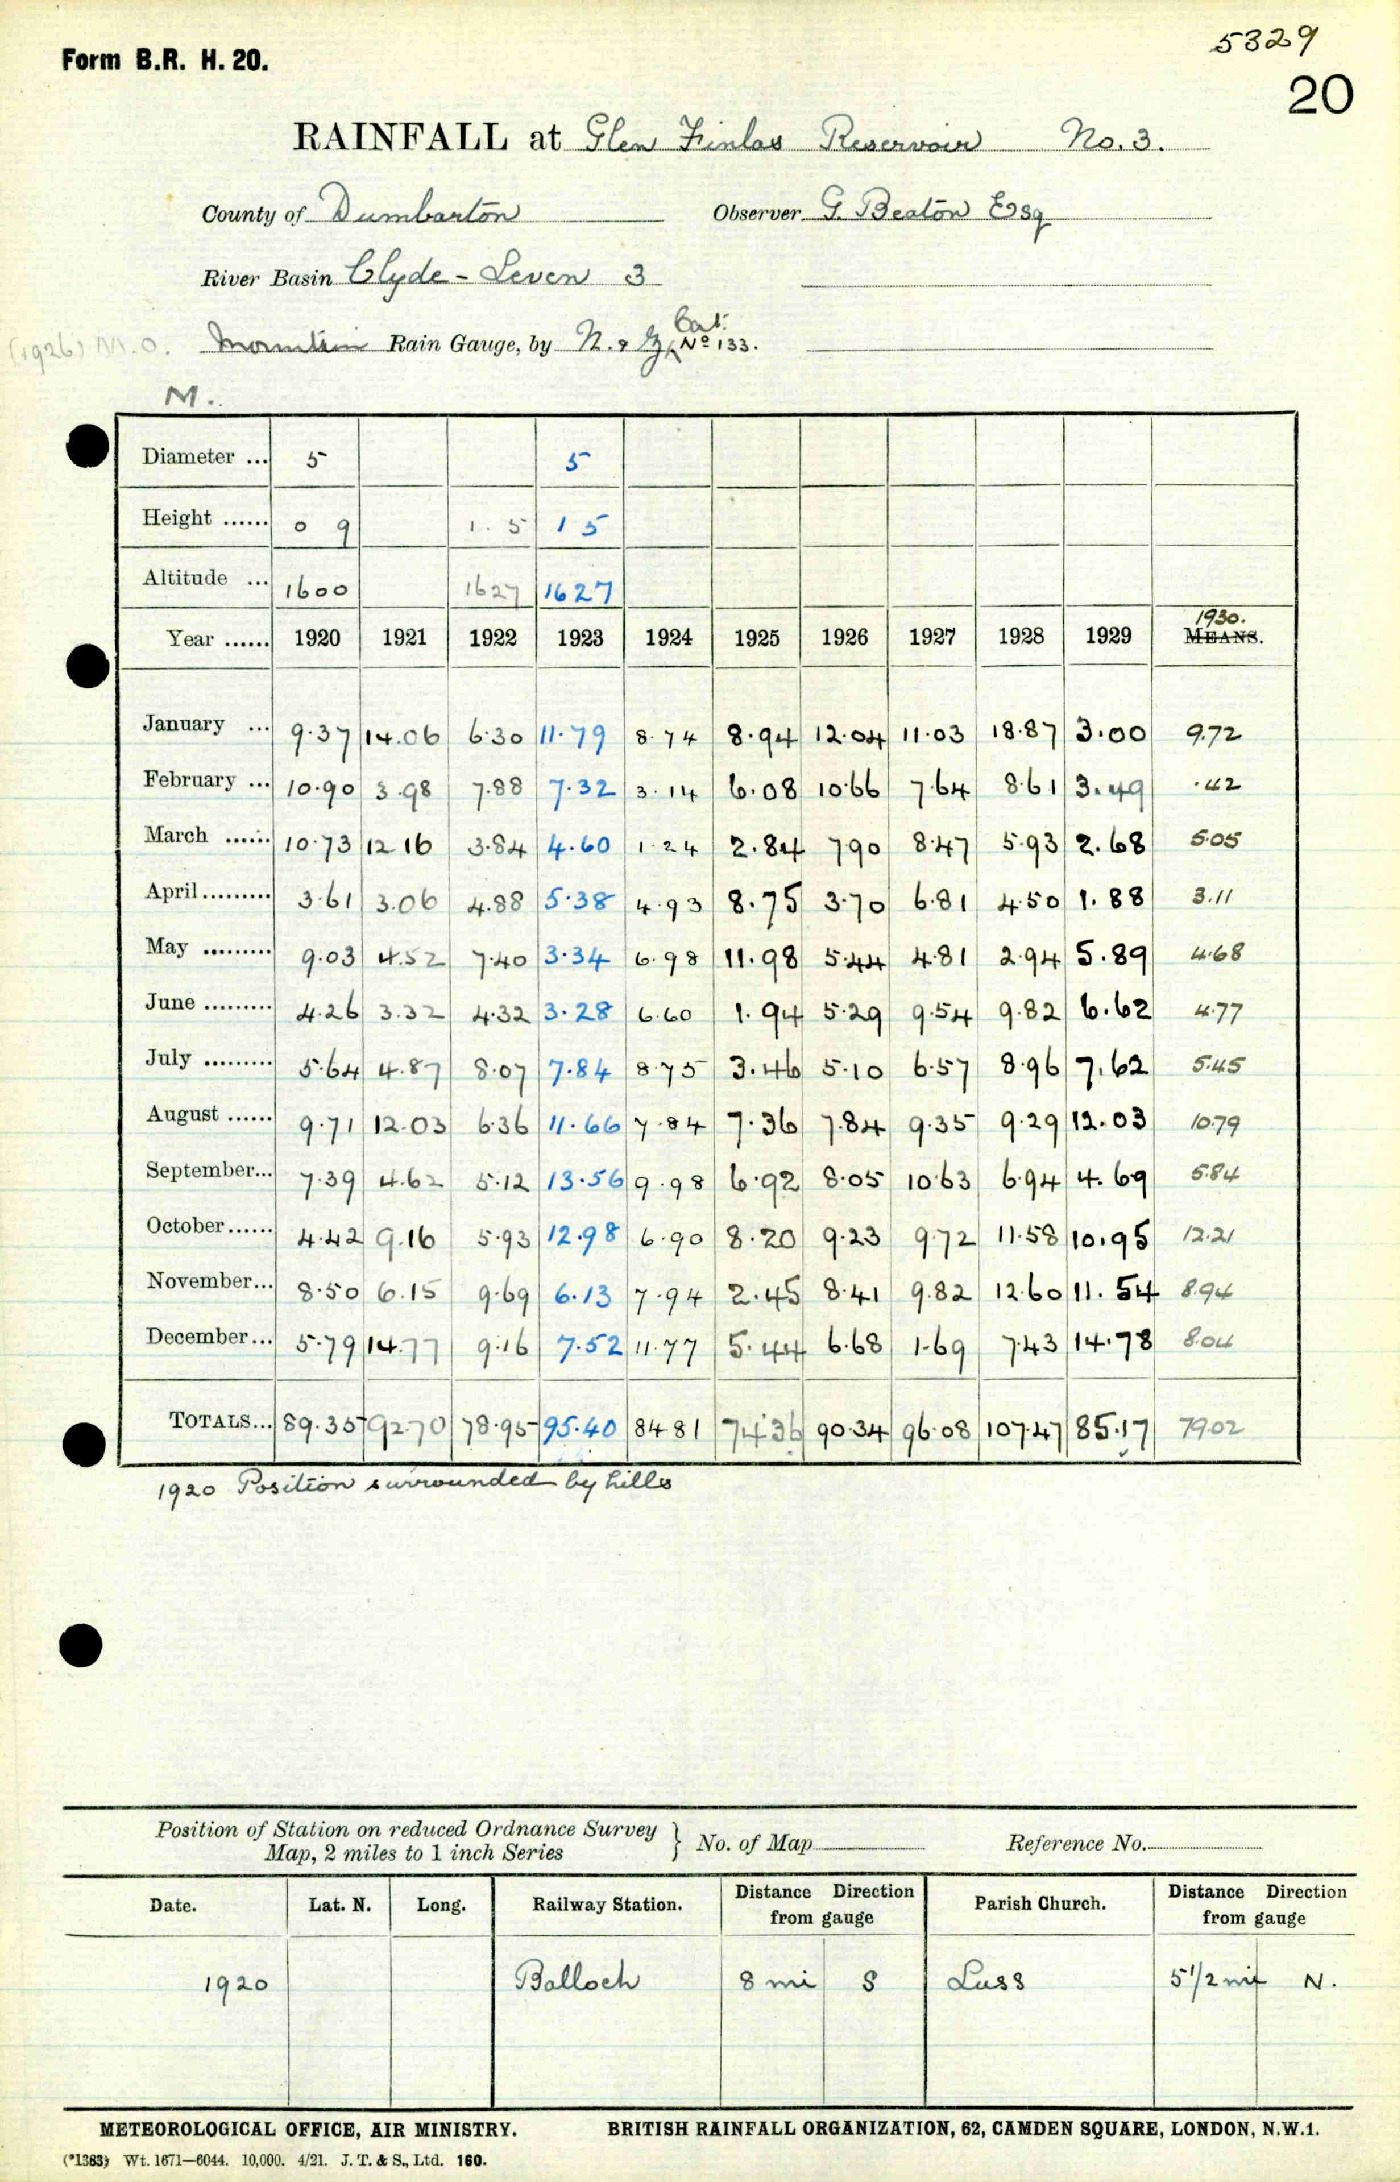 5329
Form B.R. H. 20.
20
RAINFALL at Glen Finlas Reservoir No. 3.
County of Dumbarton Observer G. Beaton Esq
River Basin Clyde - Leven 3
Cat:
(1926) M.O. Mountain Rain Gauge, by N. & Z Nº 133.
M.
Diameter ... 5 5
Height ...... 0 9 1. 5 1 5
Altitude ... 1600 1627 1627
1930.
Year ...... 1920 1921 1922 1923 1924 1925 1926 1927 1928 1929 MEANS.
January ... 9.37 14.06 6.30 11.79 8.74 8.94 12.04 11.03 18.87 3.00 9.72
February ... 10.90 3.98 7.88 7.32 3.14 6.08 10.66 7.64 8.61 3.49 .42
March ...... 10.73 12.16 3.84 4.60 1.24 2.84 7.90 8.47 5.93 2.68 5.05
April......... 3.61 3.06 4.88 5.38 4.93 8.75 3.70 6.81 4.50 1.88 3.11
May ......... 9.03 4.52 7.40 3.34 6.98 11.98 5.44 4.81 2.94 5.89 4.68
June ......... 4.26 3.32 4.32 3.28 6.60 1.94 5.29 9.54 9.82 6.62 4.77
July ......... 5.64 4.87 8.07 7.84 8.75 3.46 5.10 6.57 8.96 7.62 5.45
August ...... 9.71 12.03 6.36 11.66 7.84 7.36 7.84 9.35 9.29 12.03 10.79
September... 7.39 4.62 5.12 13.56 9.98 6.92 8.05 10.63 6.94 4.69 5.84
October...... 4.42 9.16 5.93 12.98 6.90 8.20 9.23 9.72 11.58 10.95 12.21
November... 8.50 6.15 9.69 6.13 7.94 2.45 8.41 9.82 12.60 11.54 8.94
December... 5.79 14.77 9.16 7.52 11.77 5.44 6.68 1.69 7.43 14.78 8.04
TOTALS... 89.35 92.70 78.95 95.40 84.81 74.36 90.34 96.08 107.47 85.17 79.02
1920 Position surrounded by hills
Position of Station on reduced Ordnance Survey
Map, 2 miles to 1 inch Series } No. of Map Reference No.
Date. Lat. N. Long. Railway Station. Distance Direction from gauge Parish Church. Distance Direction from gauge
1920 Balloch 8 mi S Luss 5 1/2 mi N.
METEOROLOGICAL OFFICE, AIR MINISTRY. BRITISH RAINFALL ORGANIZATION, 62, CAMDEN SQUARE, LONDON, N.W.1.
(*1383) Wt. 1671—6044. 10,000. 4/21. J. T. & S., Ltd. 160.